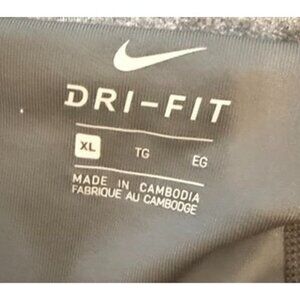 DRI-FIT
XL TG EG
MADE IN CAMBODIA
FABRIQUE AU CAMBODGE